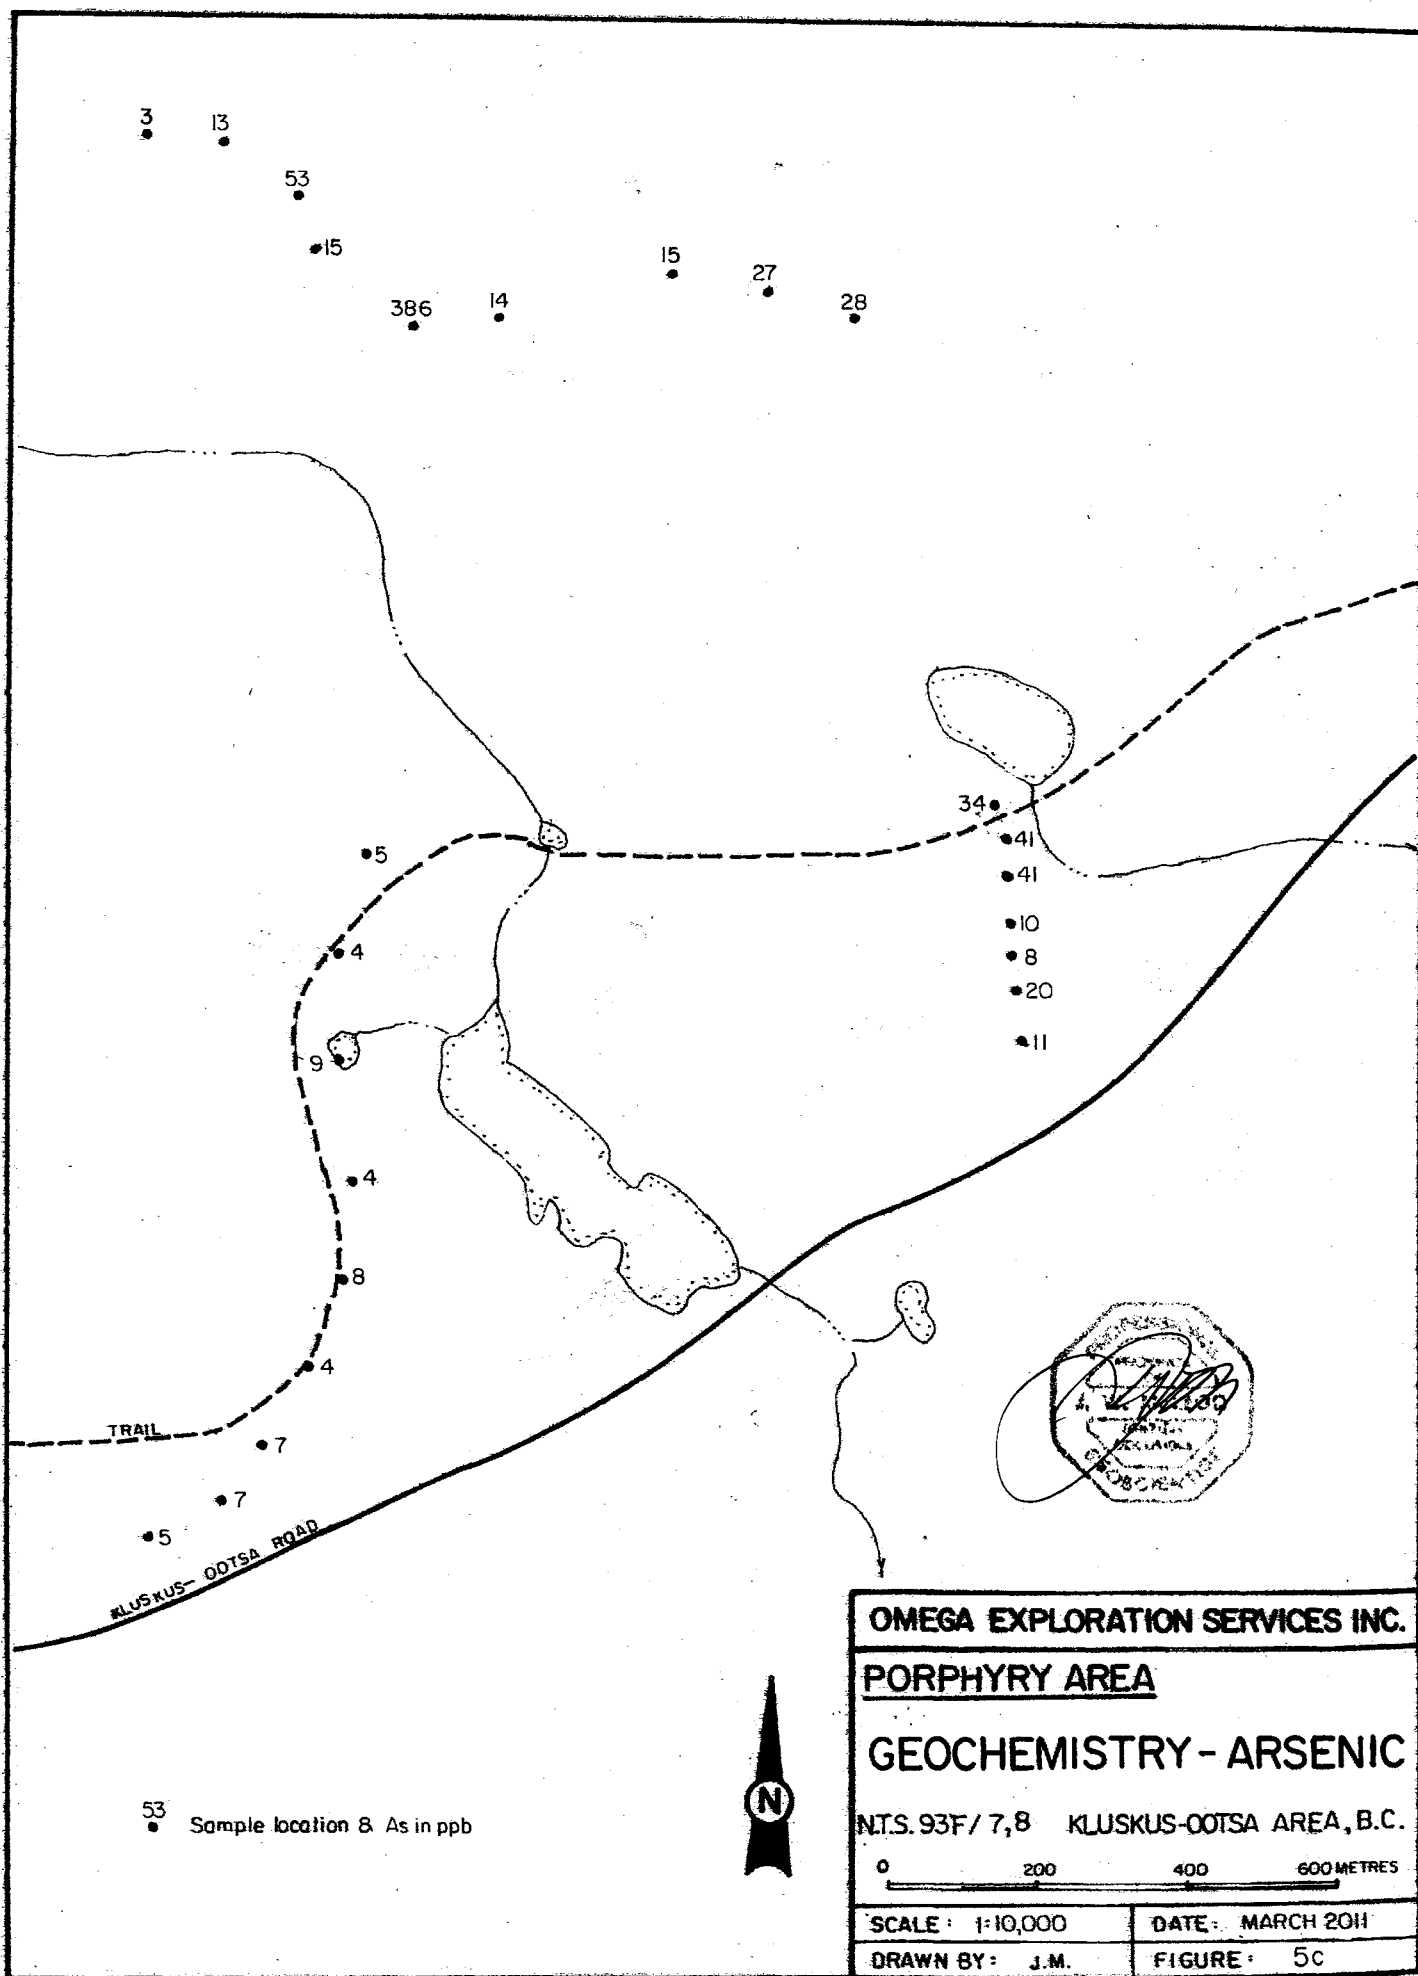 3
13
53
15
386
14
15
27
28
34
41
41
10
8
20
11
5
4
9
4
8
4
7
7
5
TRAIL
KLUSKUS-OOTSA ROAD
GEOSCIENTIST
OMEGA EXPLORATION SERVICES INC.
PORPHYRY AREA
GEOCHEMISTRY - ARSENIC
N.T.S. 93F/7,8 KLUSKUS-OOTSA AREA, B.C.
0 200 400 600 METRES
SCALE: 1:10,000
DATE: MARCH 2011
DRAWN BY: J.M.
FIGURE: 5C
N
53
Sample location & As in ppb